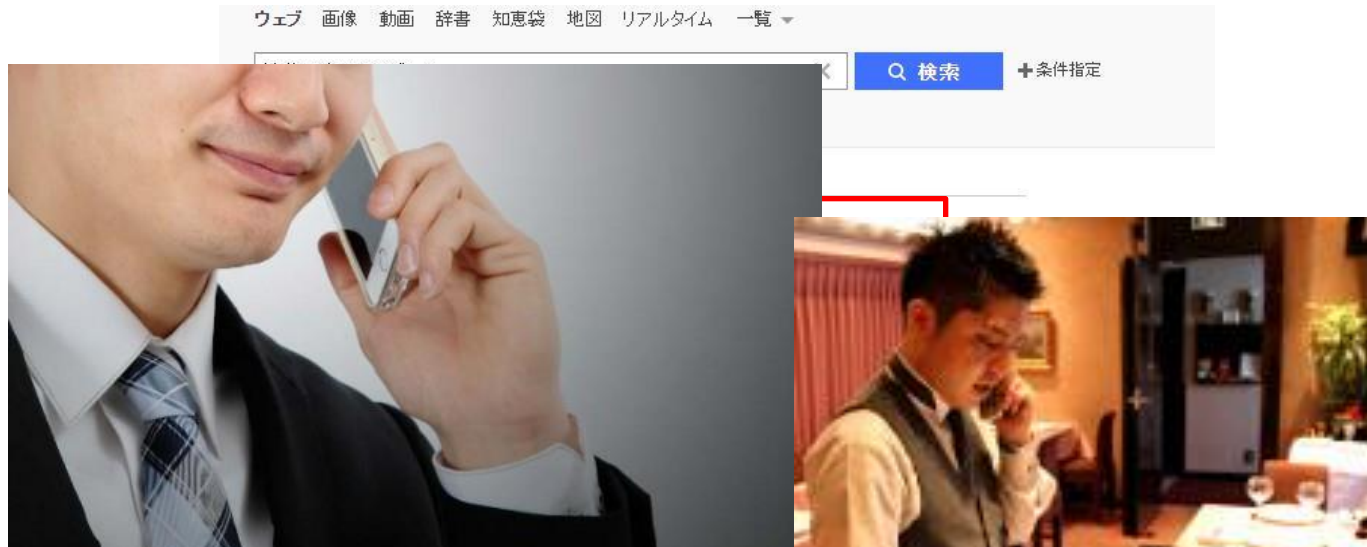 ウェブ 画像 動画 辞書 知恵袋 地図 リアルタイム 一覧
検索 +条件指定